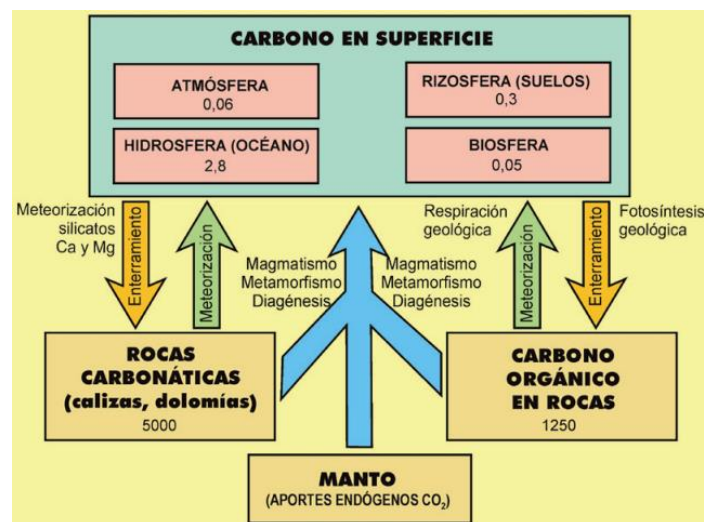 CARBONO EN SUPERFICIE
ATMÓSFERA
0,06
RIZOSFERA (SUELOS)
0,3
HIDROSFERA (OCÉANO)
2,8
BIOSFERA
0,05
Meteorización
silicatos
Ca y Mg
Enterramiento
Meteorización
Magmatismo
Metamorfismo
Diagénesis
Magmatismo
Metamorfismo
Diagénesis
Respiración
geológica
Meteorización
Enterramiento
Fotosíntesis
geológica
ROCAS
CARBONÁTICAS
(calizas, dolomías)
5000
CARBONO
ORGÁNICO
EN ROCAS
1250
MANTO
(APORTES ENDÓGENOS CO₂)